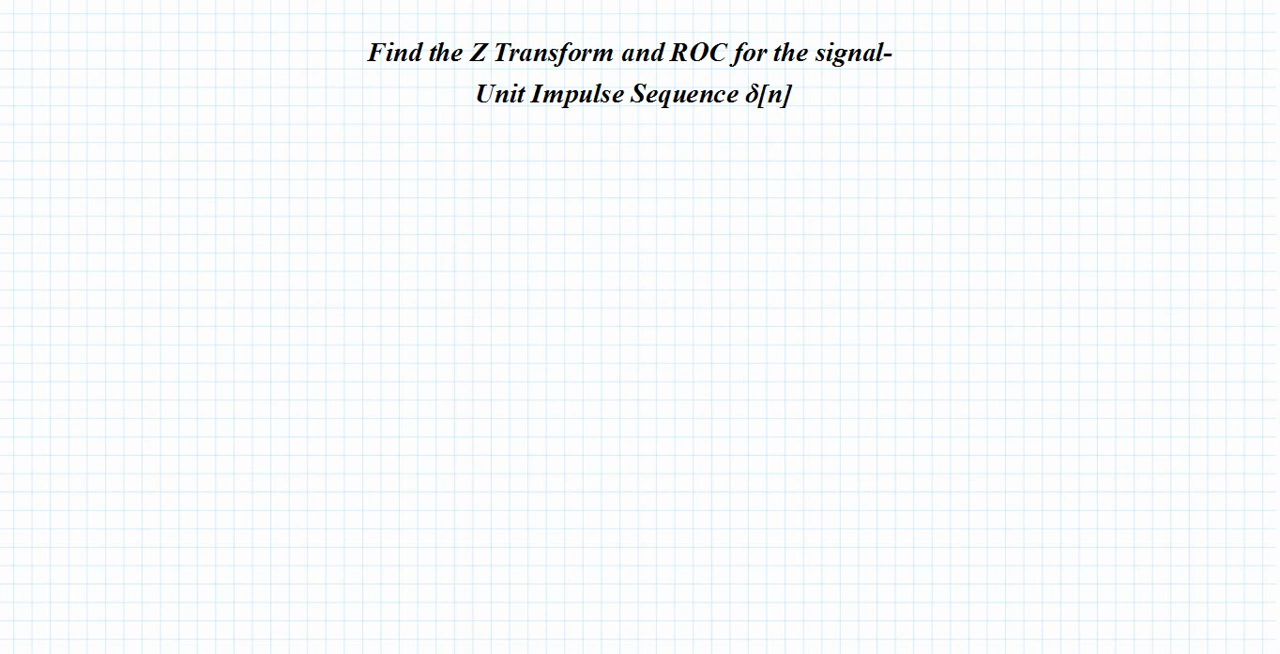 Find the Z Transform and ROC for the signal-
Unit Impulse Sequence δ[n]